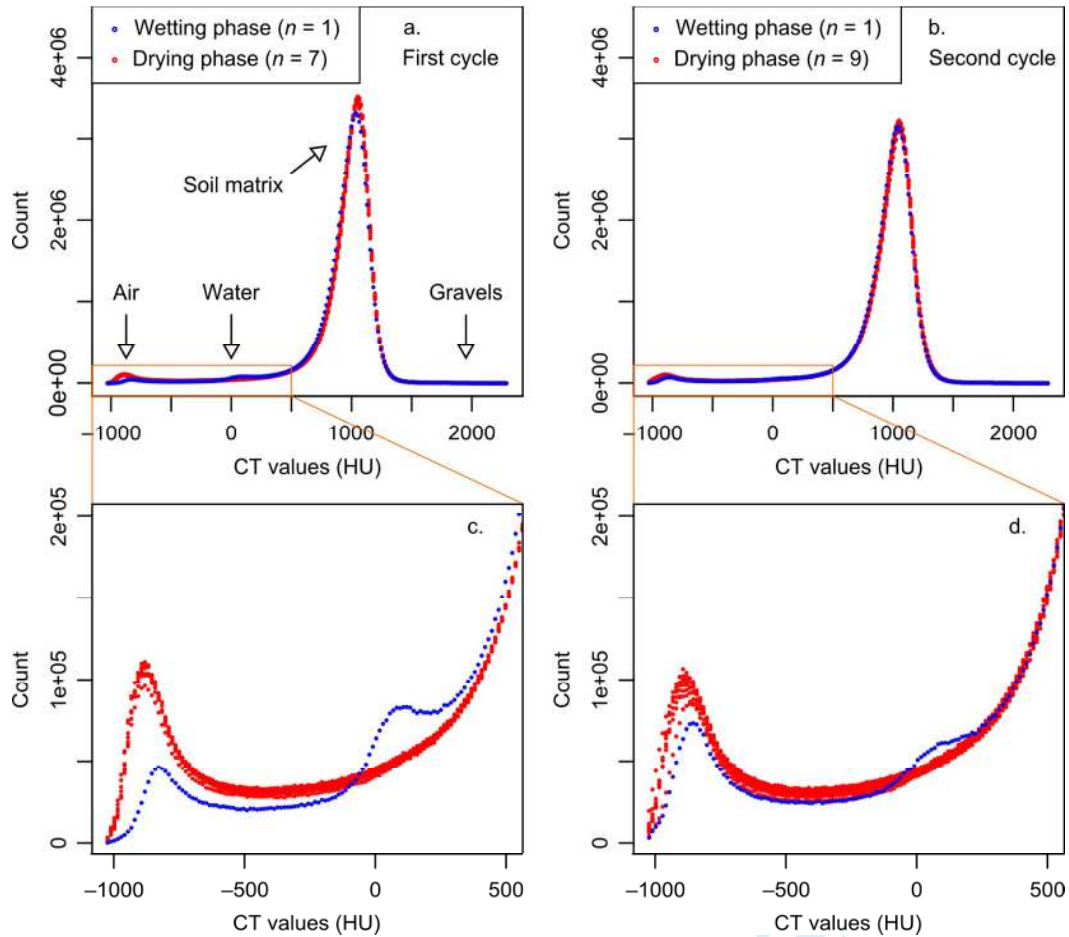 Wetting phase (n = 1)
Drying phase (n = 7)
a.
First cycle
Soil matrix
Air
Water
Gravels
Count
0e+00
2e+06
4e+06
−1000
0
1000
2000
CT values (HU)
Wetting phase (n = 1)
Drying phase (n = 9)
b.
Second cycle
Count
0e+00
2e+06
4e+06
−1000
0
1000
2000
CT values (HU)
c.
Count
0
1e+05
2e+05
−1000
−500
0
500
CT values (HU)
d.
Count
0
1e+05
2e+05
−1000
−500
0
500
CT values (HU)